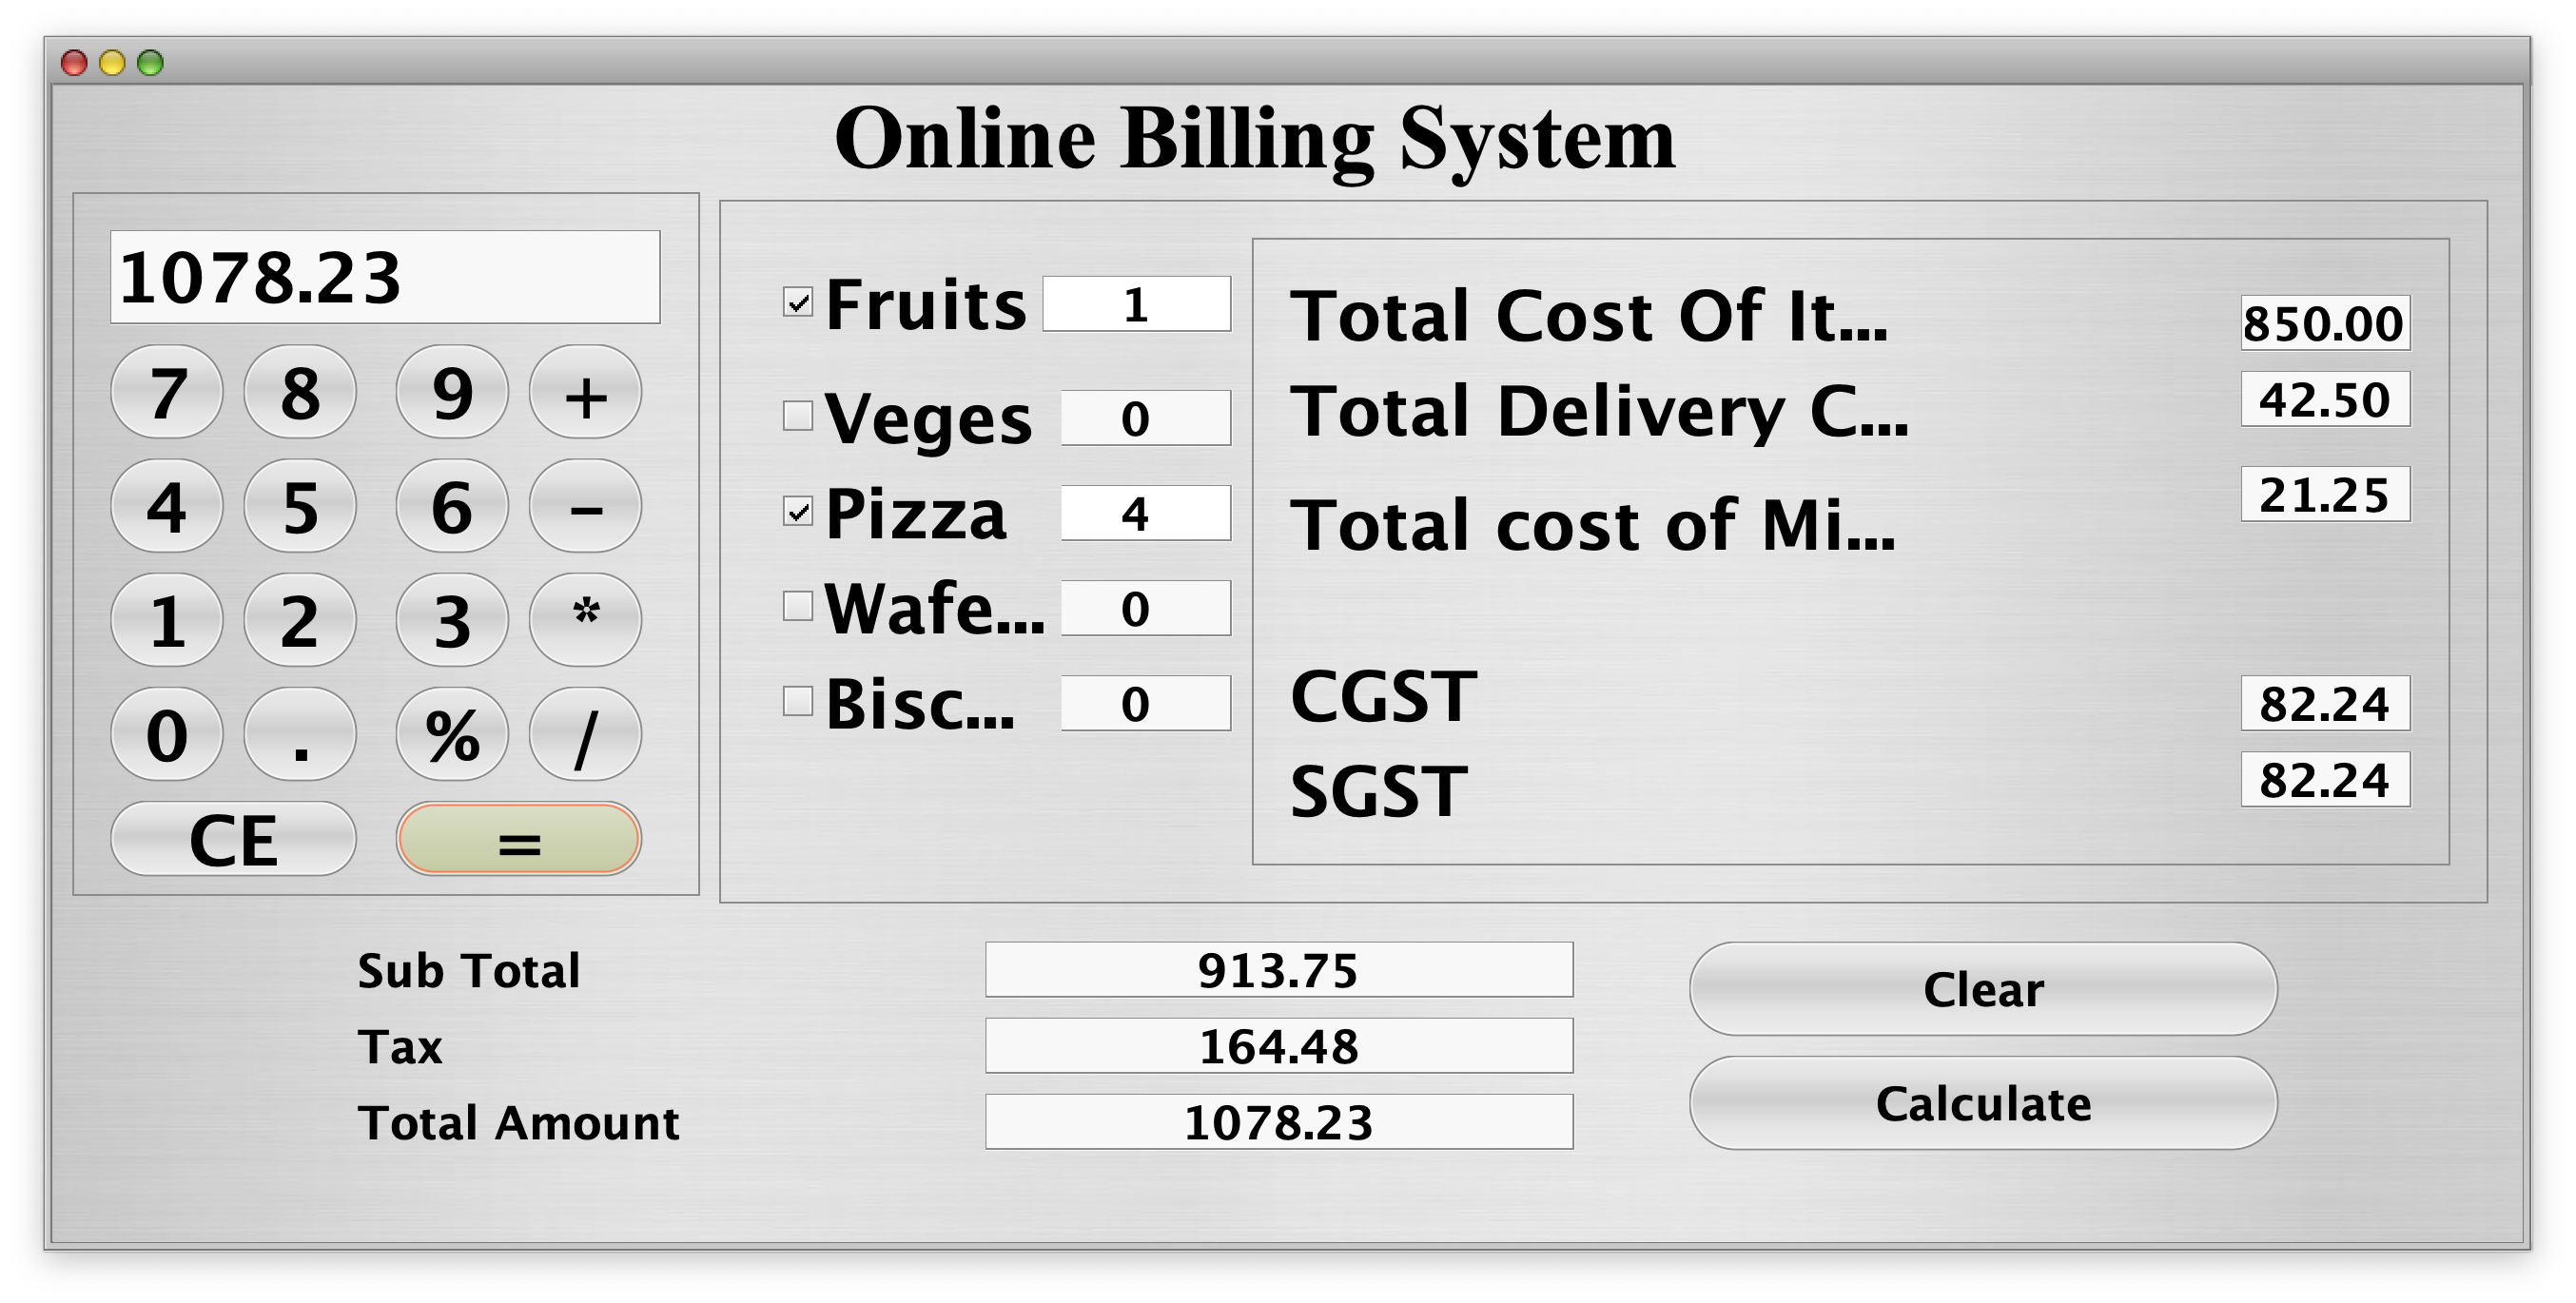 Online Billing System
1078.23
7 8 9 +
4 5 6 -
1 2 3 *
0 . % /
CE =
Fruits 1
Veges 0
Pizza 4
Wafe... 0
Bisc... 0
Total Cost Of It... 850.00
Total Delivery C... 42.50
Total cost of Mi... 21.25
CGST 82.24
SGST 82.24
Sub Total 913.75
Tax 164.48
Total Amount 1078.23
Clear
Calculate